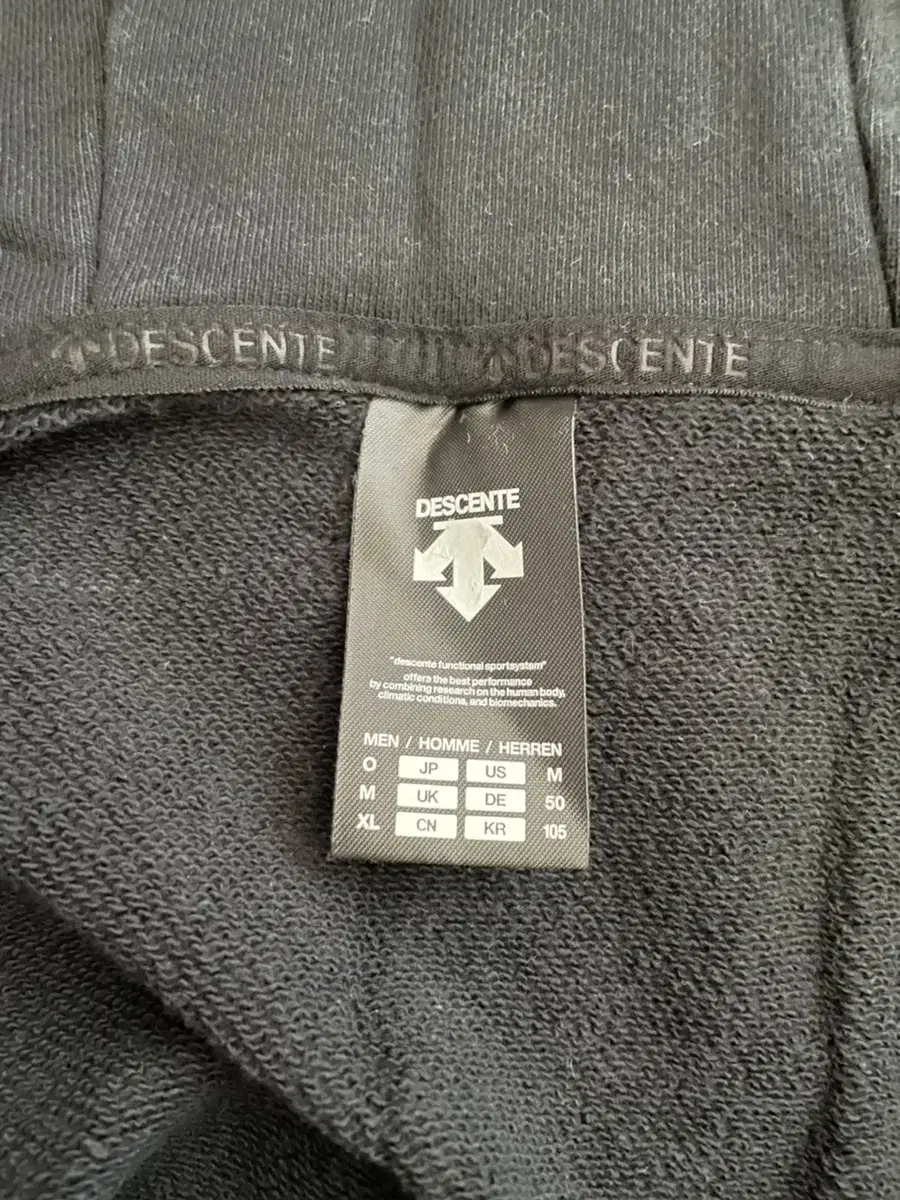 DESCENTE DESCENTE
DESCENTE
"descente functional sportsystem"
offers the best performance
by combining research on the human body,
climatic conditions, and biomechanics.
MEN / HOMME / HERREN
O JP US M
M UK DE 50
XL CN KR 105